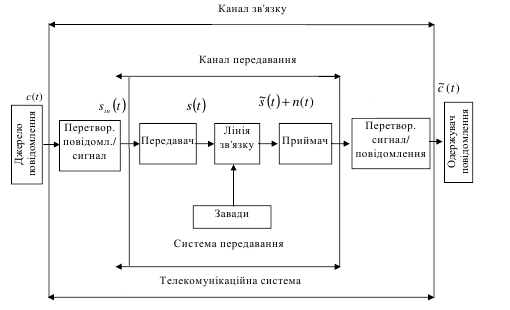 Канал зв'язку
Канал передавання
c(t)
s_ін(t)
s(t)
s̃(t)+n(t)
c̃(t)
Джерело
повідомлення
Перетвор.
повідомл./
сигнал
Передавач
Лінія
зв'язку
Приймач
Перетвор.
сигнал/
повідомлення
Одержувач
повідомлення
Завади
Система передавання
Телекомунікаційна система